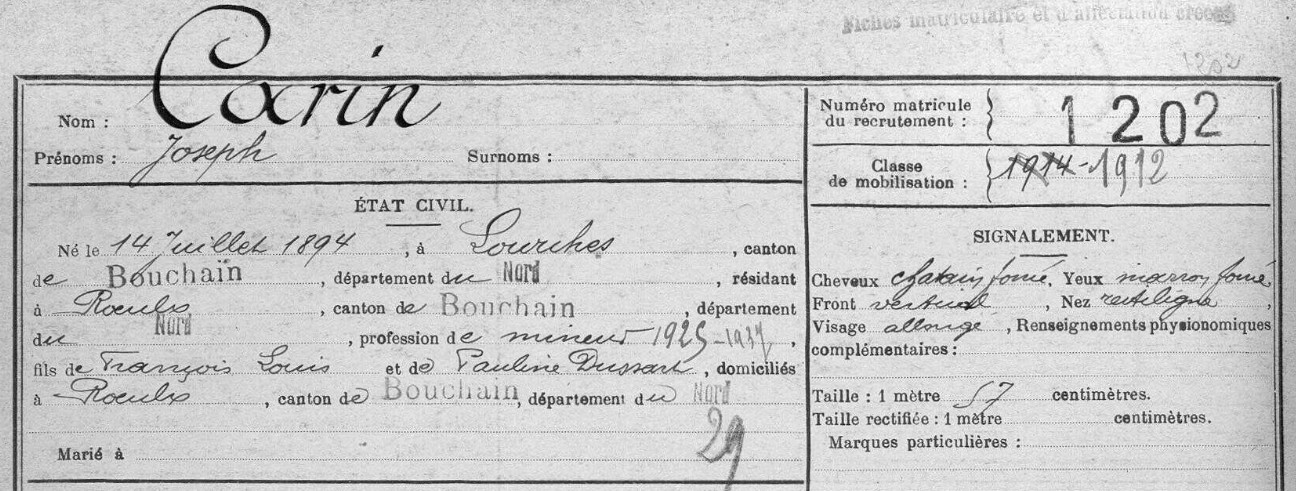 Fiches matriculaire et d'affectation créées
1202
Nom : Carin
Prénoms : Joseph Surnoms :
ÉTAT CIVIL.
Né le 14 Juillet 1894, à Lourches, canton
de Bouchain, département du Nord, résidant
à Roeulx, canton de Bouchain, département
du Nord, profession de mineur 1925-1937,
fils de François Louis et de Pauline Dussart, domiciliés
à Roeulx, canton de Bouchain, département du Nord
29
Marié à
Numéro matricule
du recrutement : 1202
Classe
de mobilisation : 1914-1912
SIGNALEMENT.
Cheveux chatain foncé, Yeux marron foncé,
Front vertical, Nez rectiligne,
Visage allongé, Renseignements physionomiques
complémentaires :
Taille : 1 mètre 57 centimètres.
Taille rectifiée : 1 mètre centimètres.
Marques particulières :